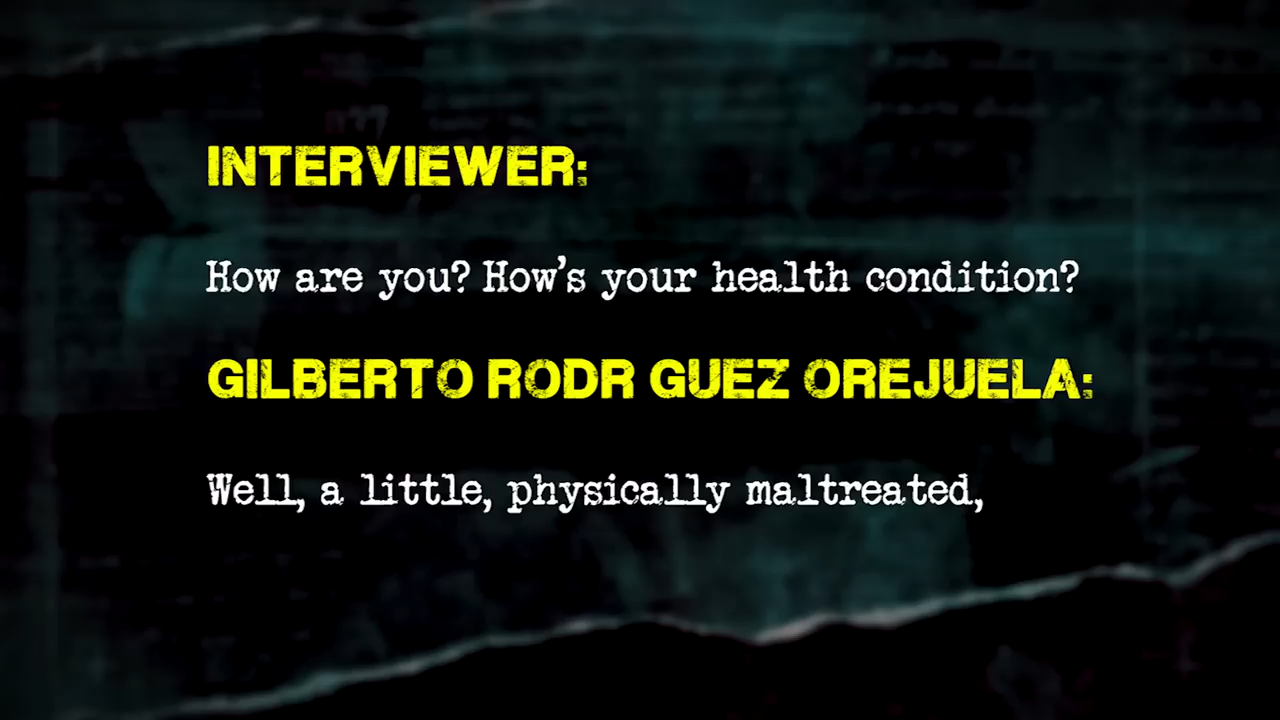 INTERVIEWER:
How are you? How's your health condition?
GILBERTO RODR GUEZ OREJUELA:
Well, a little, physically maltreated,